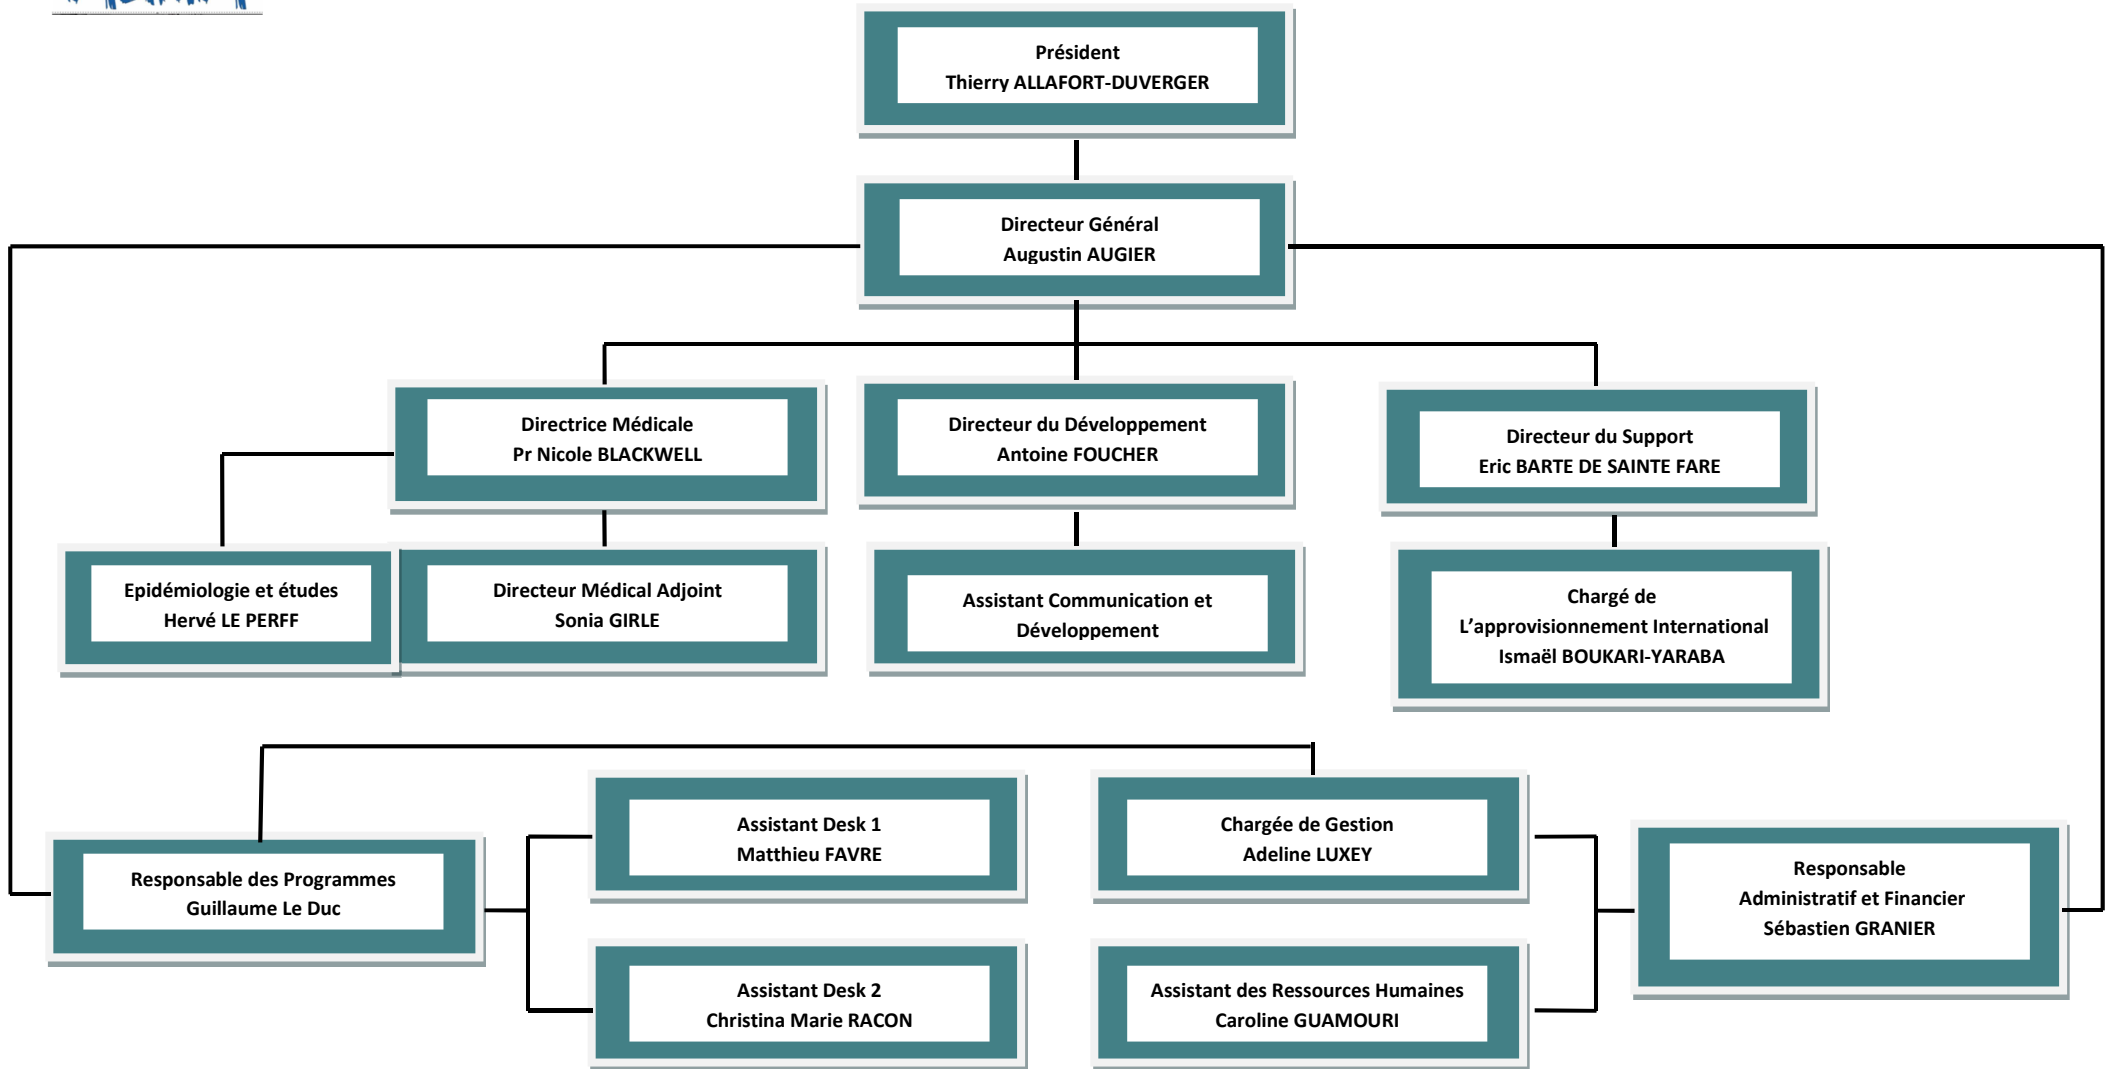 Président
Thierry ALLAFORT-DUVERGER
Directeur Général
Augustin AUGIER
Directrice Médicale
Pr Nicole BLACKWELL
Directeur du Développement
Antoine FOUCHER
Directeur du Support
Eric BARTE DE SAINTE FARE
Epidémiologie et études
Hervé LE PERFF
Directeur Médical Adjoint
Sonia GIRLE
Assistant Communication et
Développement
Chargé de
L’approvisionnement International
Ismaël BOUKARI-YARABA
Responsable des Programmes
Guillaume Le Duc
Assistant Desk 1
Matthieu FAVRE
Assistant Desk 2
Christina Marie RACON
Chargée de Gestion
Adeline LUXEY
Assistant des Ressources Humaines
Caroline GUAMOURI
Responsable
Administratif et Financier
Sébastien GRANIER